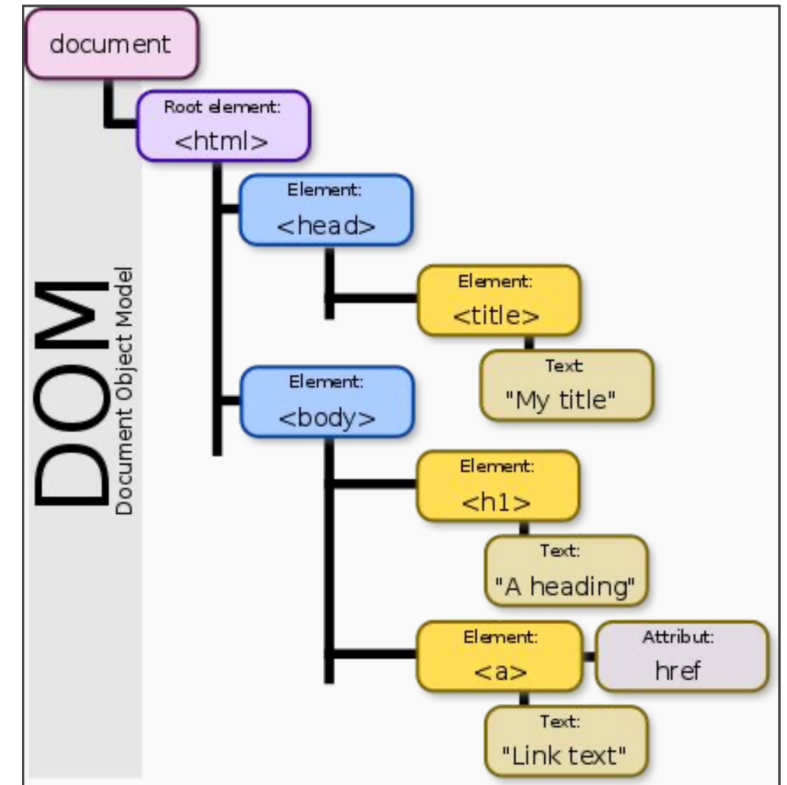 document
Root element:
<html>
Element:
<head>
Element:
<title>
Text
"My title"
Element:
<body>
Element:
<h1>
Text:
"A heading"
Element:
<a>
Attribut:
href
Text:
"Link text"
DOM
Document Object Model